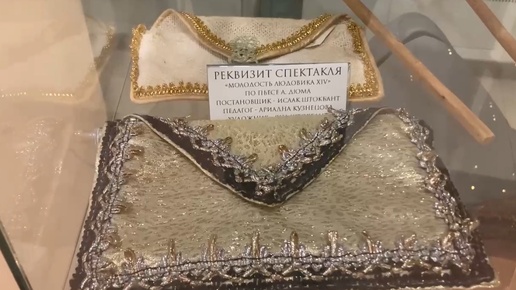 РЕКВИЗИТ СПЕКТАКЛЯ
«МОЛОДОСТЬ ЛЮДОВИКА XIV»
ПО ПЬЕСЕ А. ДЮМА
ПОСТАНОВЩИК - ИСААК ШТОКБАНТ
ПЕДАГОГ - АРИАДНА КУЗНЕЦОВА